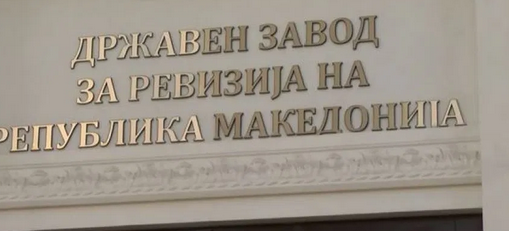 ДРЖАВЕН ЗАВОД
ЗА РЕВИЗИЈА НА
РЕПУБЛИКА МАКЕДОНИЈА